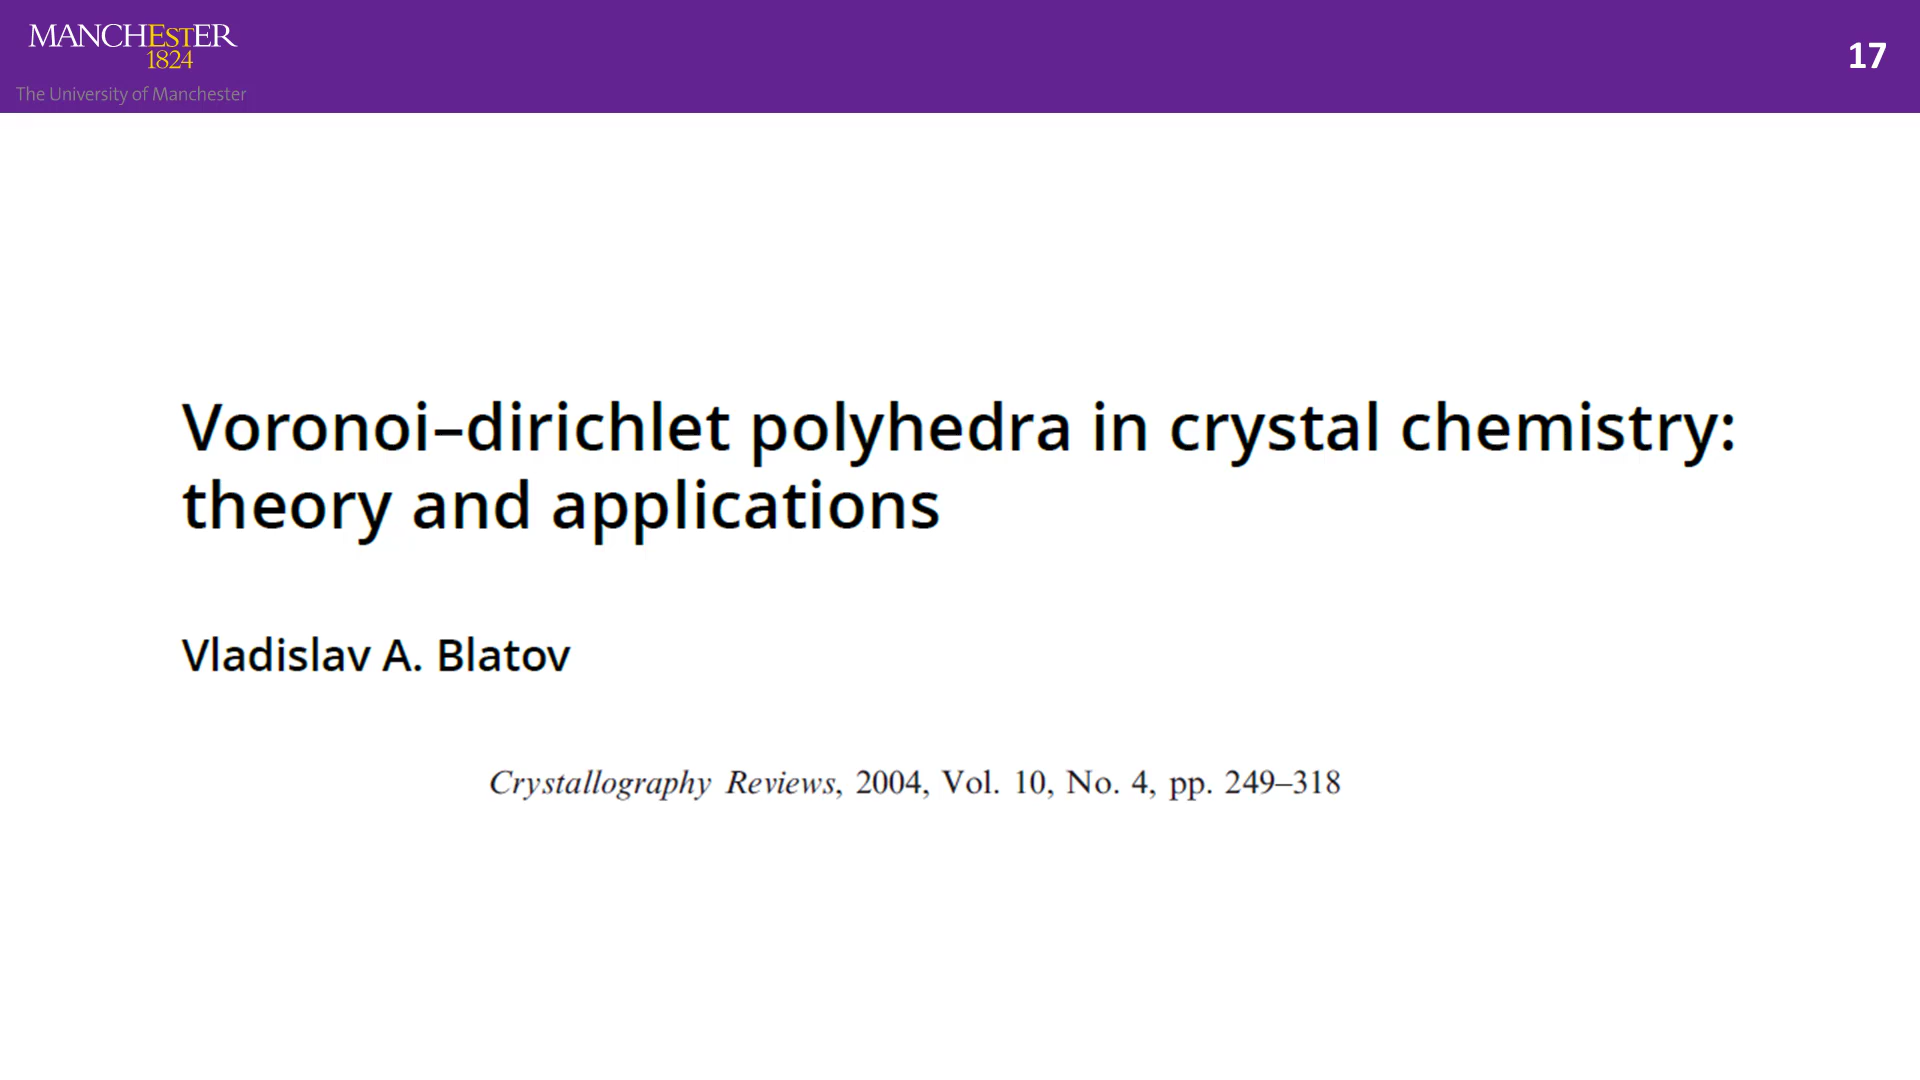 MANCHESTER
1824
The University of Manchester
17
Voronoi–dirichlet polyhedra in crystal chemistry:
theory and applications
Vladislav A. Blatov
Crystallography Reviews, 2004, Vol. 10, No. 4, pp. 249–318